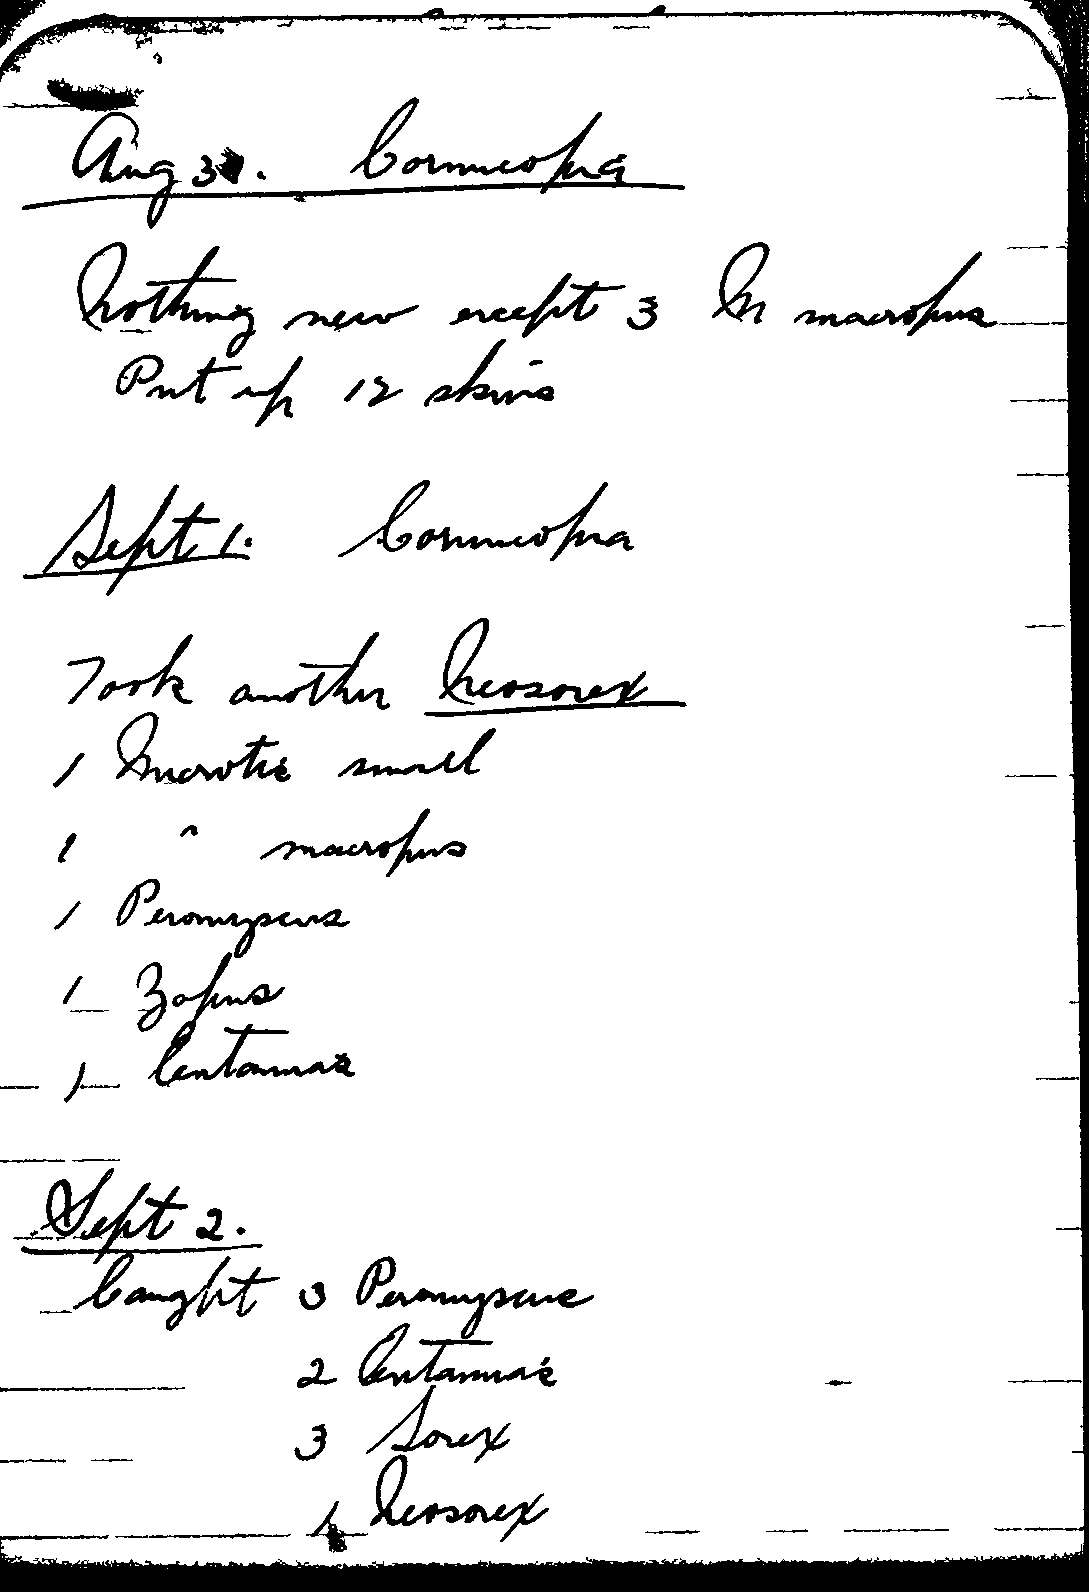 Aug 31. Cornucopia
Nothing new except 3 M macropus
Put up 12 skins
Sept 1. Cornucopia
Took another Neosorex
1 Microtis small
1 " macropus
1 Peromyscus
1 Zapus
1 Eutamias
Sept 2.
Caught 3 Peromyscus
2 Eutamias
3 Sorex
1 Neosorex